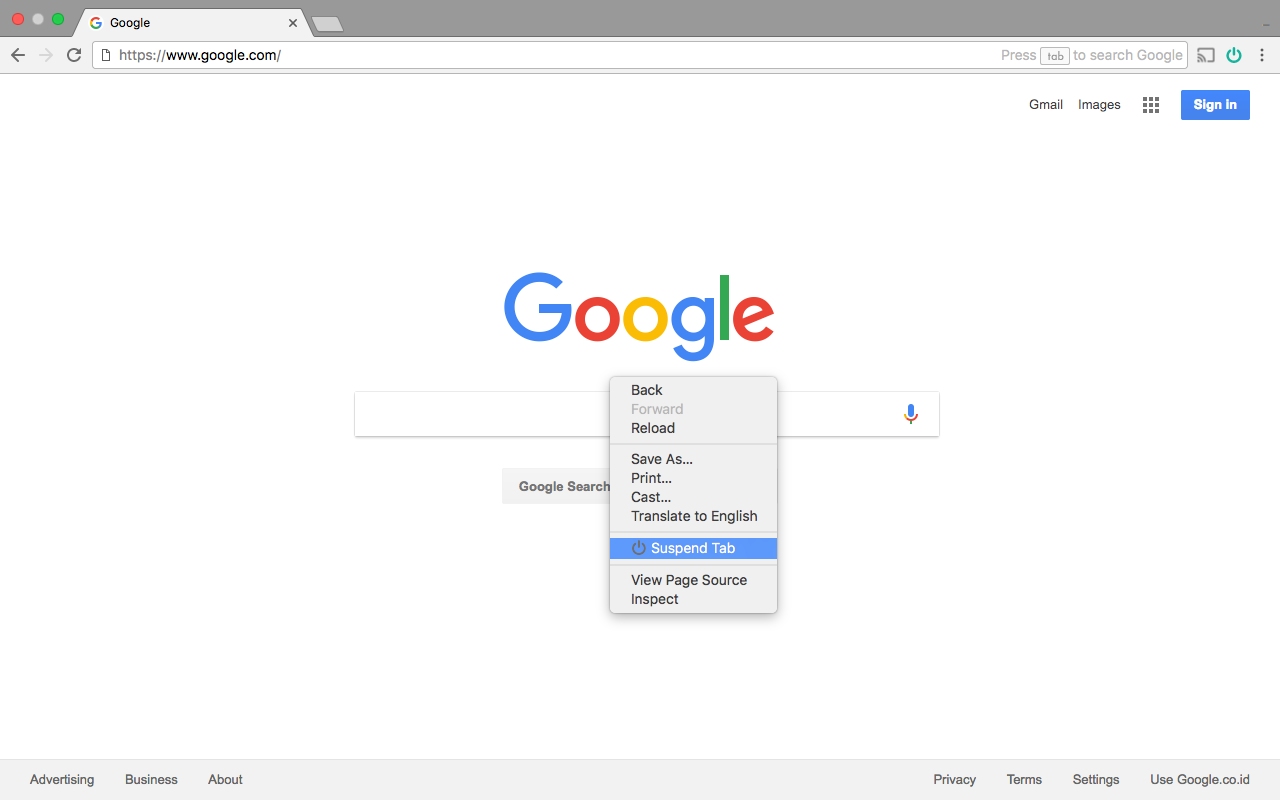 Google
https://www.google.com/ Press tab to search Google
Gmail Images Sign in
Google
Back
Forward
Reload
Save As...
Print...
Cast...
Translate to English
Google Search
Suspend Tab
View Page Source
Inspect
Advertising Business About Privacy Terms Settings Use Google.co.id